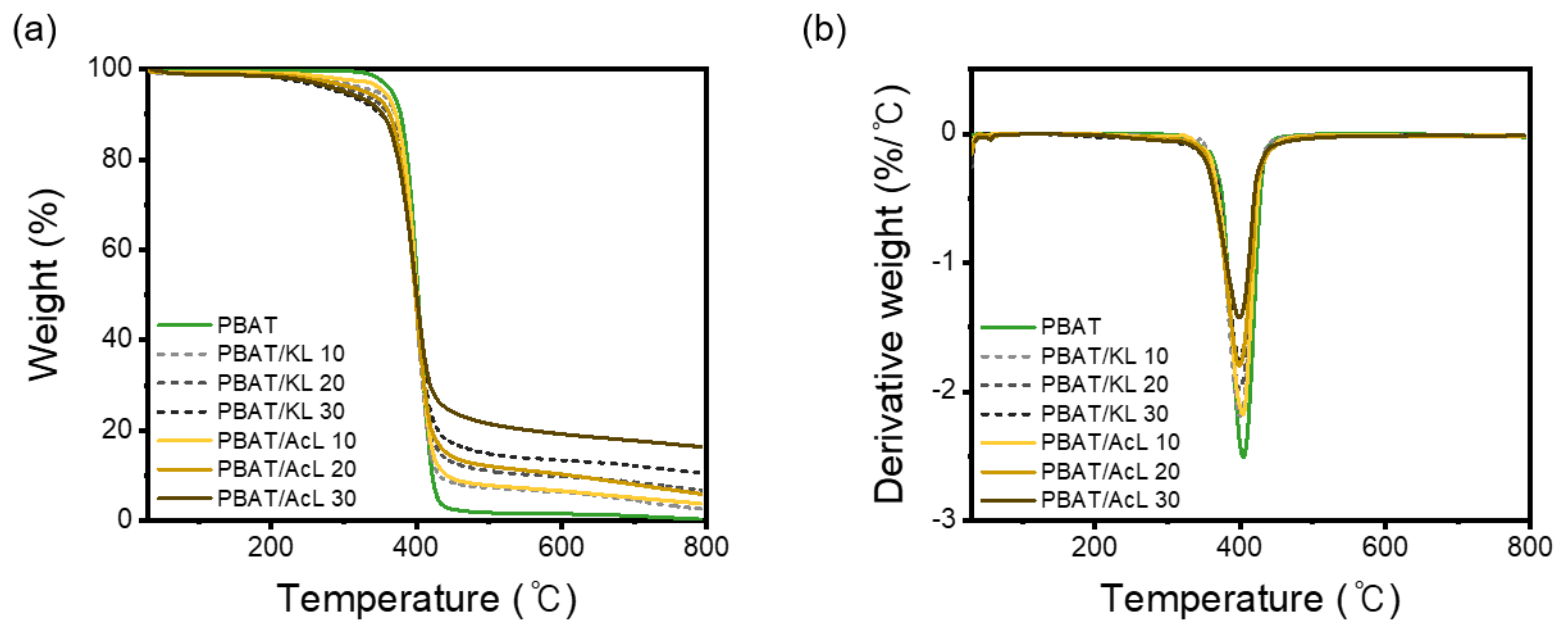 (a)
Weight (%)
100
80
60
40
20
0
PBAT
PBAT/KL 10
PBAT/KL 20
PBAT/KL 30
PBAT/AcL 10
PBAT/AcL 20
PBAT/AcL 30
200
400
600
800
Temperature (℃)
(b)
Derivative weight (%/℃)
0
-1
-2
-3
PBAT
PBAT/KL 10
PBAT/KL 20
PBAT/KL 30
PBAT/AcL 10
PBAT/AcL 20
PBAT/AcL 30
200
400
600
800
Temperature (℃)